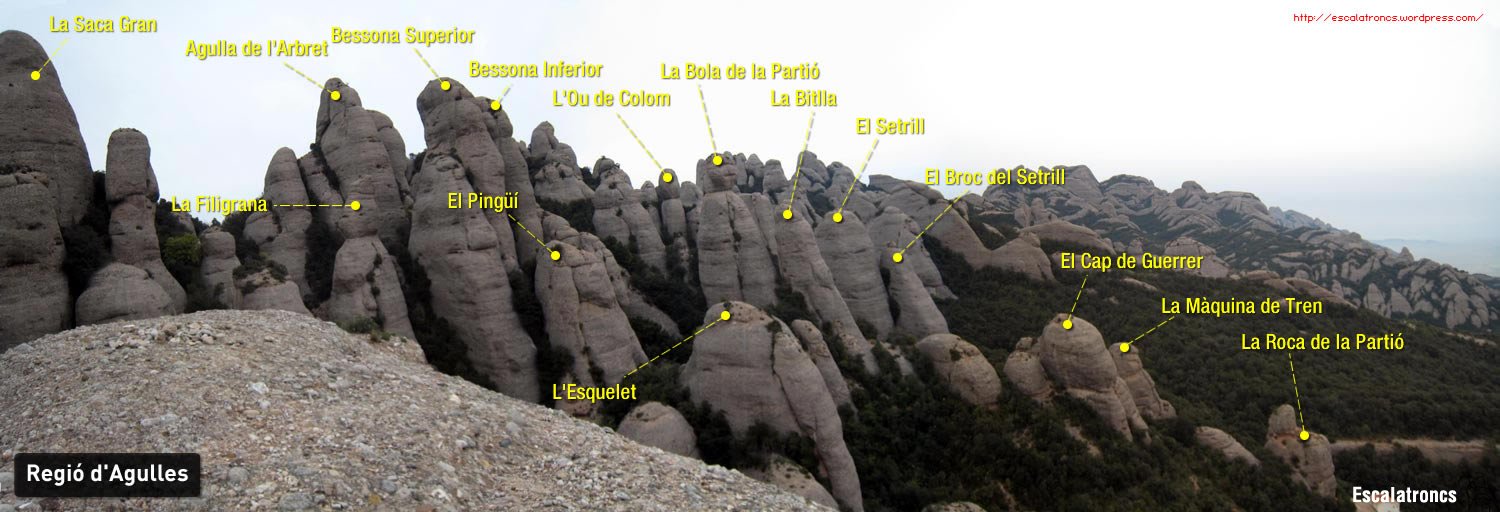 http://escalatroncs.wordpress.com/
La Saca Gran
Agulla de l'Arbret
Bessona Superior
Bessona Inferior
La Bola de la Partió
L'Ou de Colom
La Bitlla
El Setrill
El Broc del Setrill
La Filigrana
El Pingüí
El Cap de Guerrer
La Màquina de Tren
La Roca de la Partió
L'Esquelet
Regió d'Agulles
Escalatroncs